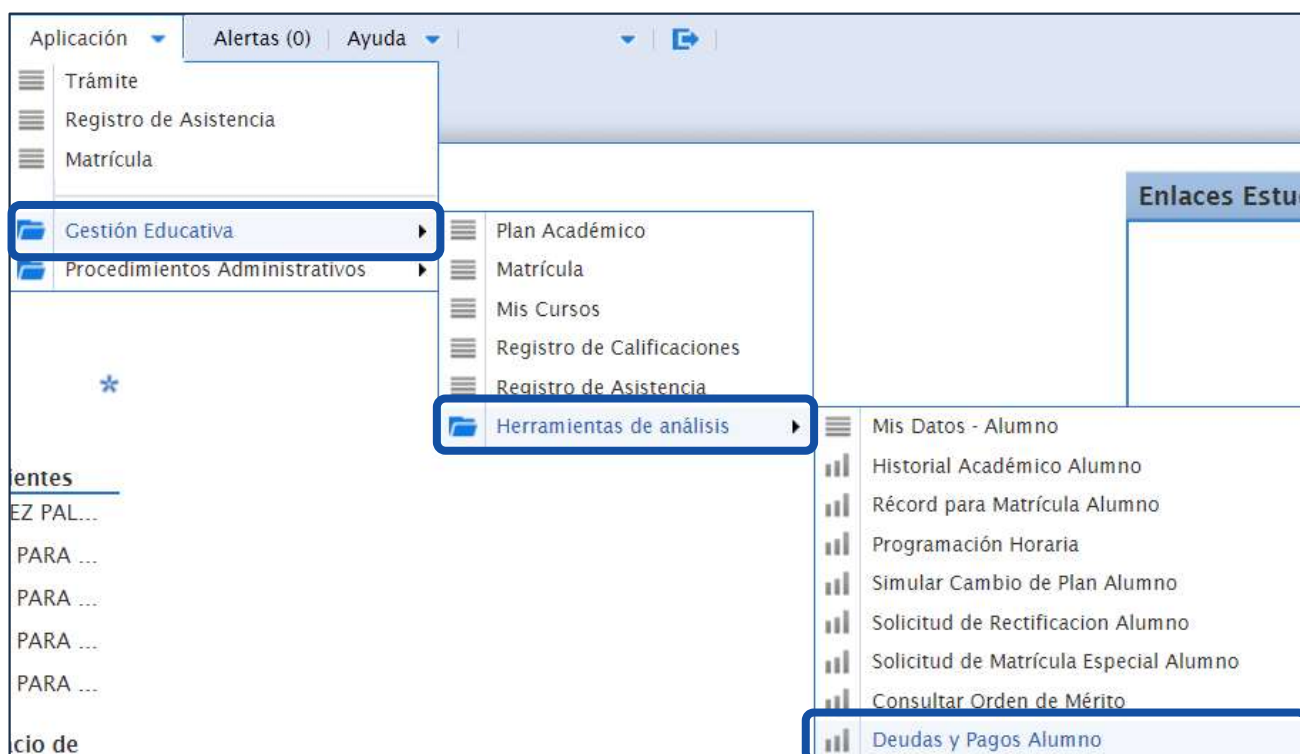 Aplicación Alertas (0) Ayuda
Trámite
Registro de Asistencia
Matrícula
Enlaces Estu
Gestión Educativa
Procedimientos Administrativos
Plan Académico
Matrícula
Mis Cursos
Registro de Calificaciones
Registro de Asistencia
Herramientas de análisis
Mis Datos - Alumno
Historial Académico Alumno
Récord para Matrícula Alumno
Programación Horaria
Simular Cambio de Plan Alumno
Solicitud de Rectificacion Alumno
Solicitud de Matrícula Especial Alumno
Consultar Orden de Mérito
Deudas y Pagos Alumno
*
ientes
EZ PAL...
PARA ...
PARA ...
PARA ...
PARA ...
cio de